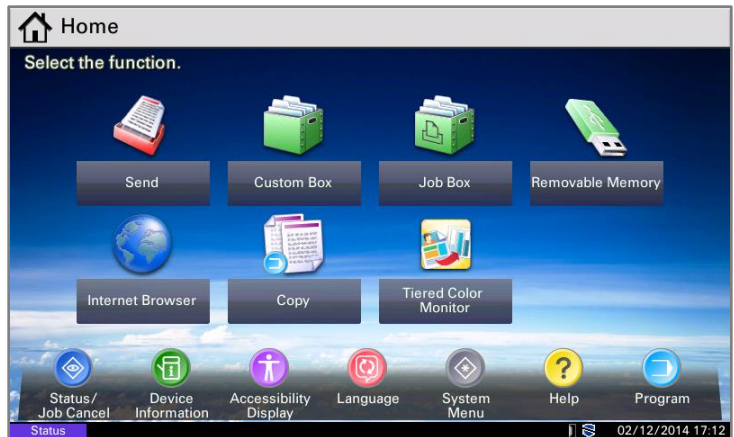 Home
Select the function.
Send
Custom Box
Job Box
Removable Memory
Internet Browser
Copy
Tiered Color
Monitor
Status/
Job Cancel
Device
Information
Accessibility
Display
Language
System
Menu
Help
Program
Status
02/12/2014 17:12